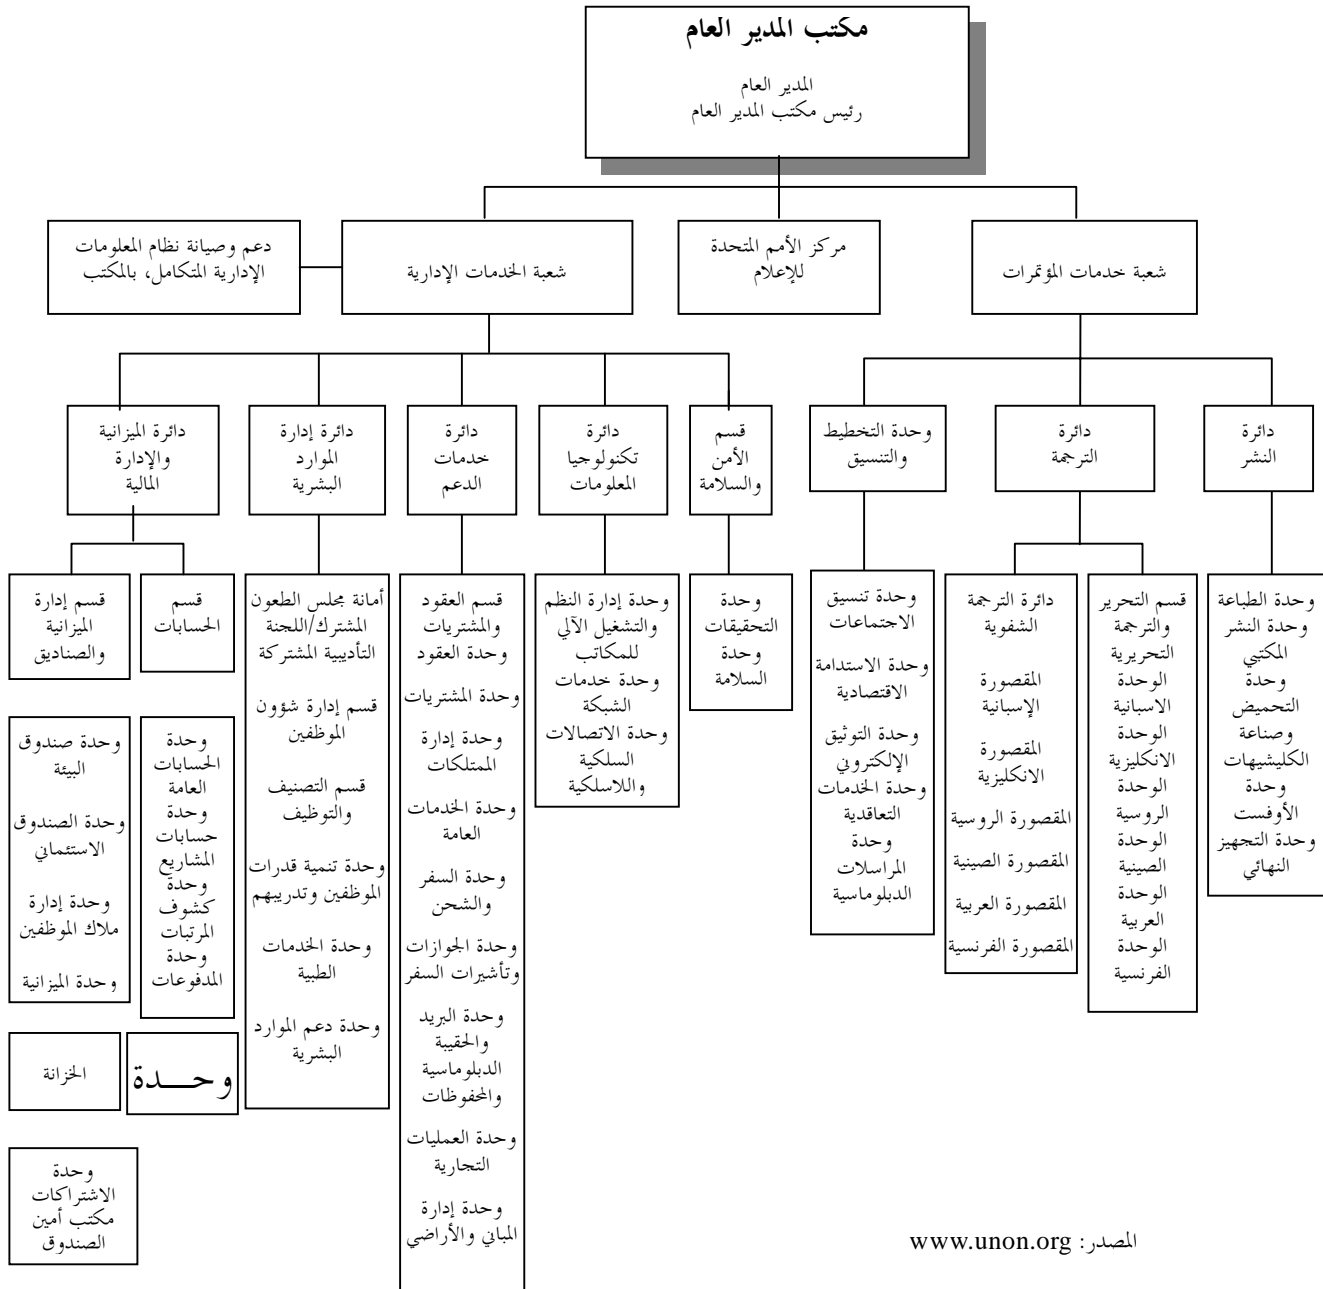 مكتب المدير العام
المدير العام
رئيس مكتب المدير العام
شعبة خدمات المؤتمرات
مركز الأمم المتحدة
للإعلام
شعبة الخدمات الإدارية
دعم وصيانة نظام المعلومات
الإدارية المتكامل، بالمكتب
دائرة
النشر
دائرة
الترجمة
وحدة التخطيط
والتنسيق
قسم
الأمن
والسلامة
دائرة
تكنولوجيا
المعلومات
دائرة
خدمات
الدعم
دائرة إدارة
الموارد
البشرية
دائرة الميزانية
والإدارة
المالية
وحدة الطباعة
وحدة النشر
المكتبي
وحدة
التحميض
وصناعة
الكليشيهات
وحدة
الأوفست
وحدة التجهيز
النهائي
قسم التحرير
والترجمة
التحريرية
الوحدة
الاسبانية
الوحدة
الانكليزية
الوحدة
الروسية
الوحدة
الصينية
الوحدة
العربية
الوحدة
الفرنسية
دائرة الترجمة
الشفوية
المقصورة
الإسبانية
المقصورة
الانكليزية
المقصورة الروسية
المقصورة الصينية
المقصورة العربية
المقصورة الفرنسية
وحدة تنسيق
الاجتماعات
وحدة الاستدامة
الاقتصادية
وحدة التوثيق
الإلكتروني
وحدة الخدمات
التعاقدية
وحدة
المراسلات
الدبلوماسية
وحدة
التحقيقات
وحدة
السلامة
وحدة إدارة النظم
والتشغيل الآلي
للمكاتب
وحدة خدمات
الشبكة
وحدة الاتصالات
السلكية
واللاسلكية
قسم العقود
والمشتريات
وحدة العقود
وحدة المشتريات
وحدة إدارة
الممتلكات
وحدة الخدمات
العامة
وحدة السفر
والشحن
وحدة الجوازات
وتأشيرات السفر
وحدة البريد
والحقيبة
الدبلوماسية
والمحفوظات
وحدة العمليات
التجارية
وحدة إدارة
المباني والأراضي
أمانة مجلس الطعون
المشترك/اللجنة
التأديبية المشتركة
قسم إدارة شؤون
الموظفين
قسم التصنيف
والتوظيف
وحدة تنمية قدرات
الموظفين وتدريبهم
وحدة الخدمات
الطبية
وحدة دعم الموارد
البشرية
قسم
الحسابات
قسم إدارة
الميزانية
والصناديق
وحدة
الحسابات
العامة
وحدة
حسابات
المشاريع
وحدة
كشوف
المرتبات
وحدة
المدفوعات
وحدة صندوق
البيئة
وحدة الصندوق
الاستئماني
وحدة إدارة
ملاك الموظفين
وحدة الميزانية
وحـــدة
الخزانة
وحدة
الاشتراكات
مكتب أمين
الصندوق
المصدر: www.unon.org